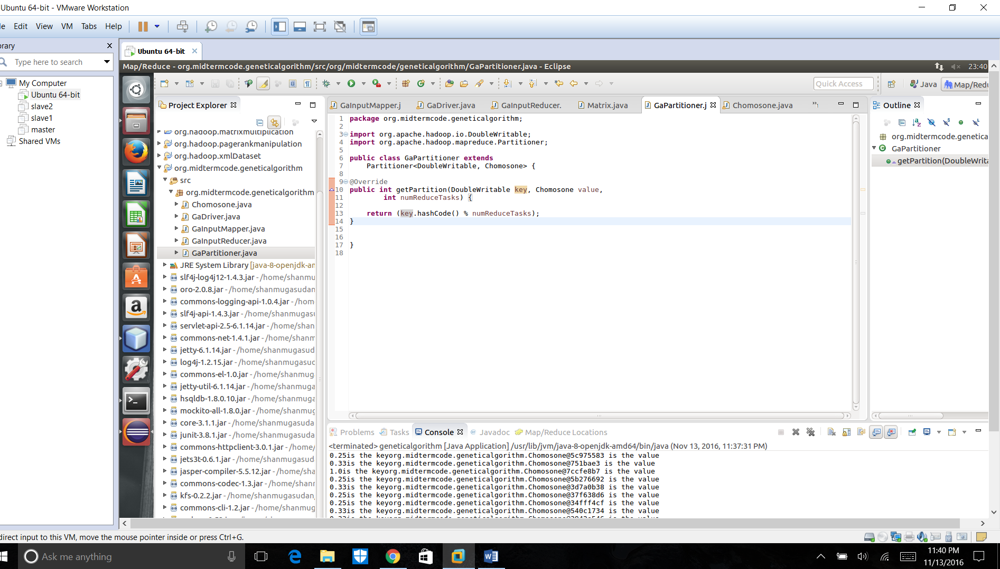 Ubuntu 64-bit - VMware Workstation
Edit View VM Tabs Help
Type here to search
My Computer
Ubuntu 64-bit
slave2
slave1
master
Shared VMs
Ubuntu 64-bit
Map/Reduce - org.midtermcode.geneticalgorithm/src/org/midtermcode/geneticalgorithm/GaPartitioner.java - Eclipse
23:40
Quick Access
Java
Map/Redu
Project Explorer
org.hadoop.matrixmultiplication
org.hadoop.pagerankmanipulation
org.hadoop.xmlDataset
org.midtermcode.geneticalgorithm
src
org.midtermcode.geneticalgorithm
Chomosone.java
GaDriver.java
GaInputMapper.java
GaInputReducer.java
GaPartitioner.java
JRE System Library [java-8-openjdk-am
slf4j-log4j12-1.4.3.jar - /home/shanmu
oro-2.0.8.jar - /home/shanmugasudan
commons-logging-api-1.0.4.jar - /hom
slf4j-api-1.4.3.jar - /home/shanmugasu
servlet-api-2.5-6.1.14.jar - /home/shan
commons-net-1.4.1.jar - /home/shanm
jetty-6.1.14.jar - /home/shanmugasud
log4j-1.2.15.jar - /home/shanmugasuc
commons-el-1.0.jar - /home/shanmug
jetty-util-6.1.14.jar - /home/shanmuga
hsqldb-1.8.0.10.jar - /home/shanmuga
mockito-all-1.8.0.jar - /home/shanmug
core-3.1.1.jar - /home/shanmugasuda
junit-3.8.1.jar - /home/shanmugasuda
commons-httpclient-3.0.1.jar - /home/
jets3t-0.6.1.jar - /home/shanmugasud
jasper-compiler-5.5.12.jar - /home/sha
commons-codec-1.3.jar - /home/shanr
kfs-0.2.2.jar - /home/shanmugasudan,
commons-cli-1.2.jar - /home/shanmug
GaInputMapper.j
GaDriver.java
GaInputReducer.
Matrix.java
GaPartitioner.j
Chomosone.java
1 package org.midtermcode.geneticalgorithm;
2
3 import org.apache.hadoop.io.DoubleWritable;
4 import org.apache.hadoop.mapreduce.Partitioner;
5
6 public class GaPartitioner extends
7 Partitioner<DoubleWritable, Chomosone> {
8
9 @Override
10 public int getPartition(DoubleWritable key, Chomosone value,
11 int numReduceTasks) {
12
13 return (key.hashCode() % numReduceTasks);
14 }
15
16
17 }
18
Outline
org.midtermcode.genetica
GaPartitioner
getPartition(DoubleWrita
Problems
Tasks
Console
Javadoc
Map/Reduce Locations
<terminated> geneticalgorithm [Java Application] /usr/lib/jvm/java-8-openjdk-amd64/bin/java (Nov 13, 2016, 11:37:31 PM)
0.25is the keyorg.midtermcode.geneticalgorithm.Chomosone@5c975583 is the value
0.33is the keyorg.midtermcode.geneticalgorithm.Chomosone@751bae3 is the value
1.0is the keyorg.midtermcode.geneticalgorithm.Chomosone@7ccfe8b7 is the value
0.25is the keyorg.midtermcode.geneticalgorithm.Chomosone@5b276692 is the value
0.33is the keyorg.midtermcode.geneticalgorithm.Chomosone@3d7a0b38 is the value
0.25is the keyorg.midtermcode.geneticalgorithm.Chomosone@37f638d6 is the value
0.25is the keyorg.midtermcode.geneticalgorithm.Chomosone@34fff4cf is the value
0.33is the keyorg.midtermcode.geneticalgorithm.Chomosone@540c1734 is the value
direct input to this VM, move the mouse pointer inside or press Ctrl+G.
Ask me anything
11:40 PM
11/13/2016